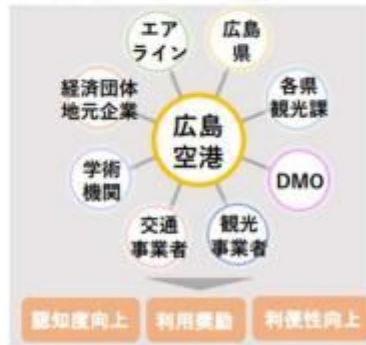 エア
ライン
広島
県
経済団体
地元企業
各県
観光課
広島
空港
学術
機関
DMO
交通
事業者
観光
事業者
認知度向上
利用奨励
利便性向上